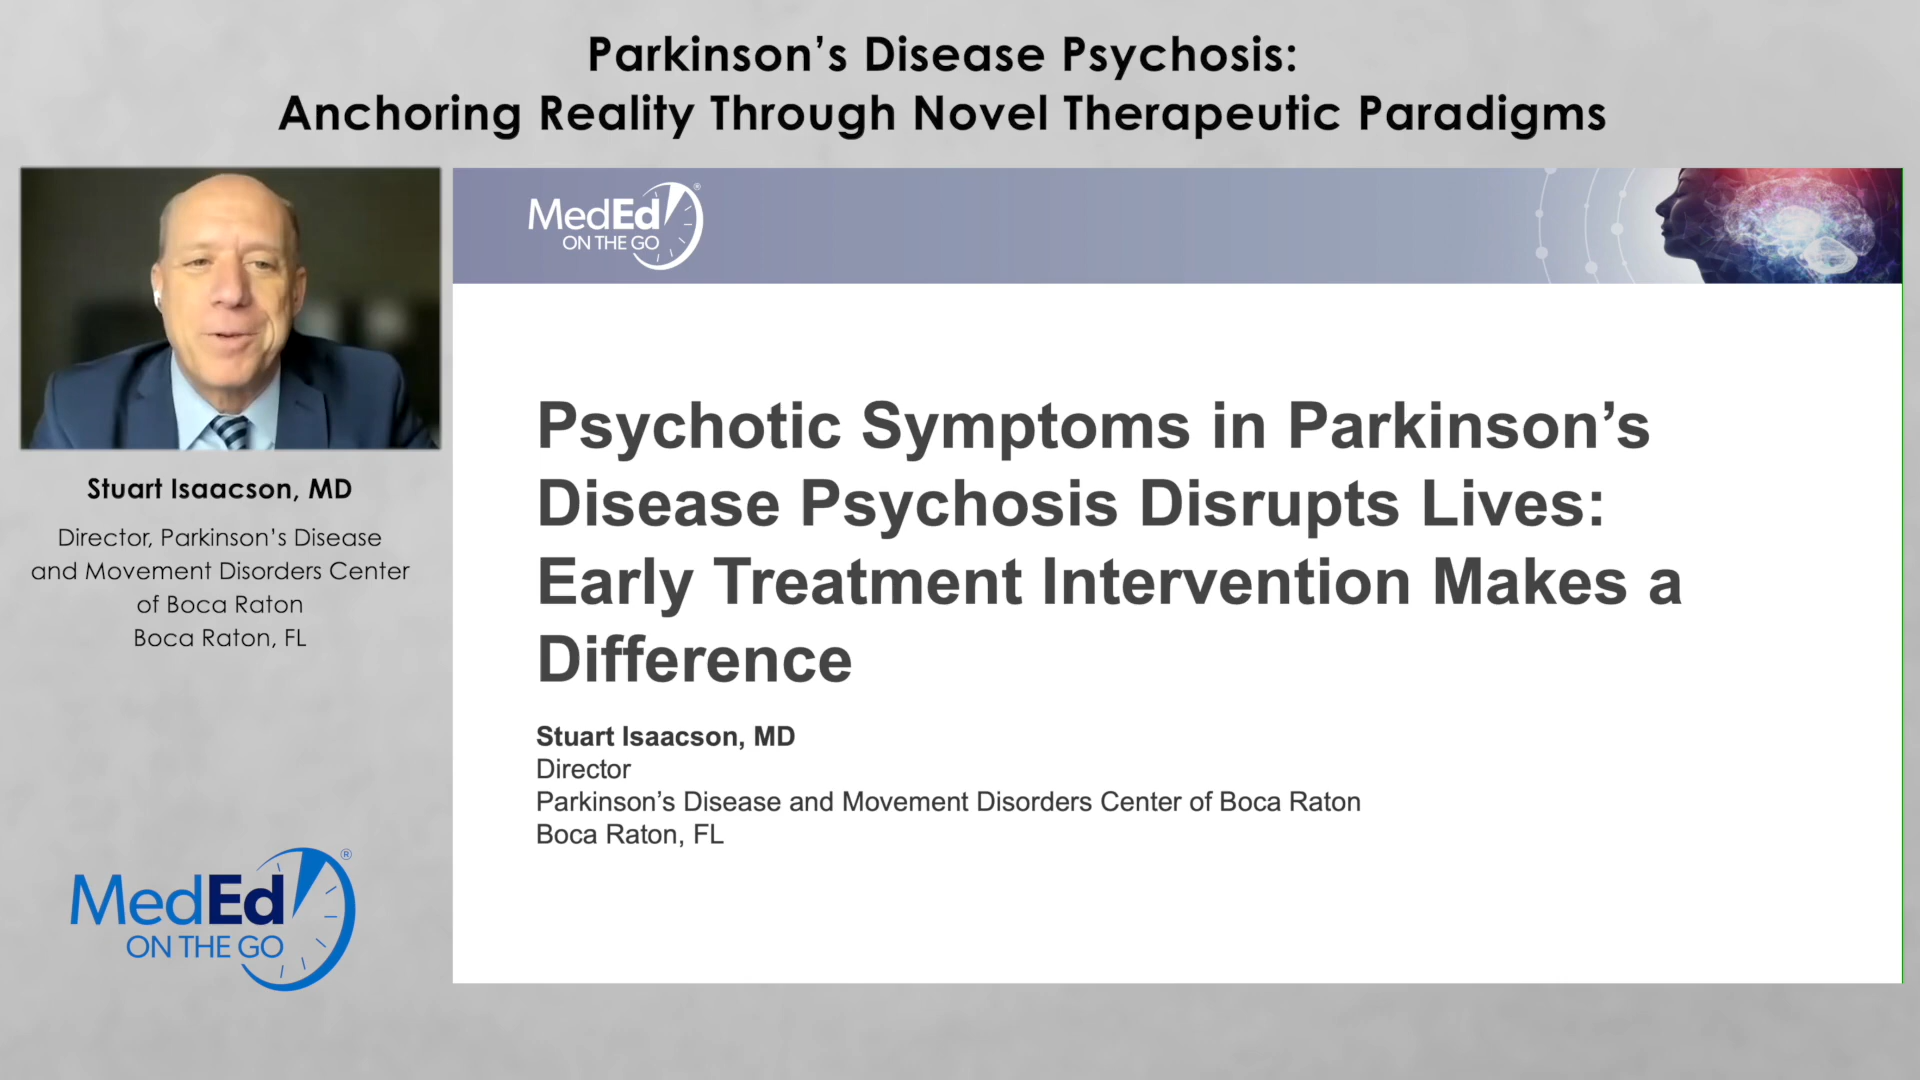 Parkinson’s Disease Psychosis:
Anchoring Reality Through Novel Therapeutic Paradigms
MedEd®
ON THE GO
Psychotic Symptoms in Parkinson’s
Disease Psychosis Disrupts Lives:
Early Treatment Intervention Makes a
Difference
Stuart Isaacson, MD
Director
Parkinson’s Disease and Movement Disorders Center of Boca Raton
Boca Raton, FL
Stuart Isaacson, MD
Director, Parkinson’s Disease
and Movement Disorders Center
of Boca Raton
Boca Raton, FL
MedEd®
ON THE GO